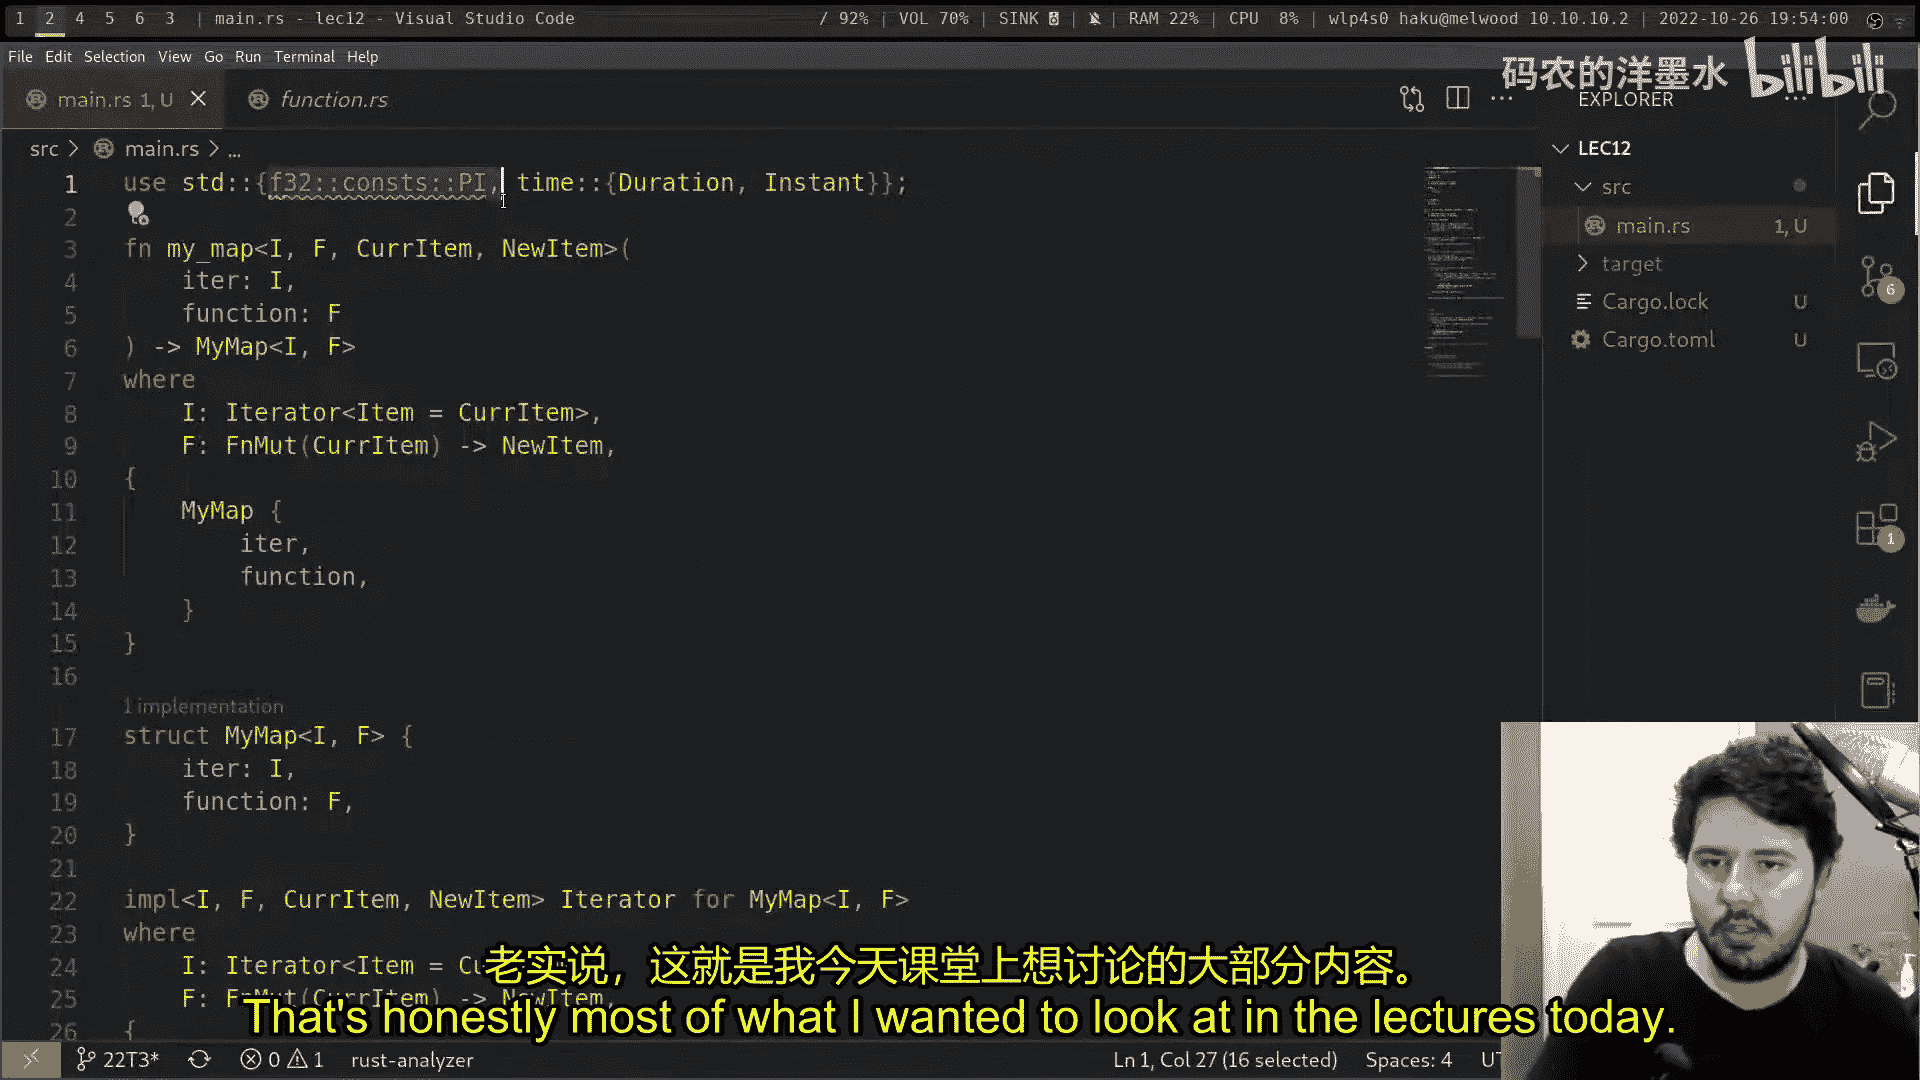 1 2 4 5 6 3 | main.rs - lec12 - Visual Studio Code
/ 92% | VOL 70% | SINK | RAM 22% | CPU 8% | wlp4s0 haku@melwood 10.10.10.2 | 2022-10-26 19:54:00
File Edit Selection View Go Run Terminal Help
码农的洋墨水 bilibili
main.rs 1, U
function.rs
EXPLORER
src > main.rs > ...
LEC12
src
main.rs 1, U
target
Cargo.lock U
Cargo.toml U
6
1
1 use std::{f32::consts::PI, time::{Duration, Instant}};
2
3 fn my_map<I, F, CurrItem, NewItem>(
4 iter: I,
5 function: F
6 ) -> MyMap<I, F>
7 where
8 I: Iterator<Item = CurrItem>,
9 F: FnMut(CurrItem) -> NewItem,
10 {
11 MyMap {
12 iter,
13 function,
14 }
15 }
16
1 implementation
17 struct MyMap<I, F> {
18 iter: I,
19 function: F,
20 }
21
22 impl<I, F, CurrItem, NewItem> Iterator for MyMap<I, F>
23 where
24 I: Iterator<Item =
25 F: FnMut(CurrItem) -> NewItem,
26 {
老实说，这就是我今天课堂上想讨论的大部分内容。
That's honestly most of what I wanted to look at in the lectures today.
22T3* 0 1 rust-analyzer
Ln 1, Col 27 (16 selected) Spaces: 4